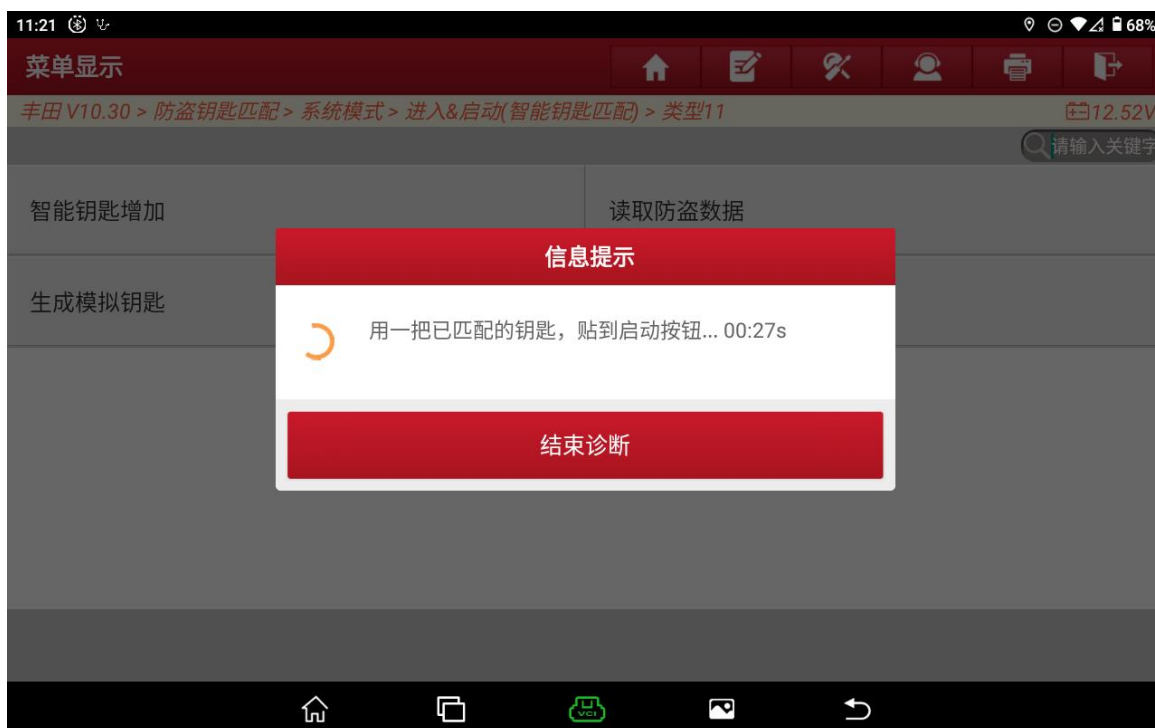 11:21 68%
菜单显示
丰田 V10.30 > 防盗钥匙匹配 > 系统模式 > 进入&启动(智能钥匙匹配) > 类型11 12.52V
请输入关键字
智能钥匙增加 读取防盗数据
信息提示
生成模拟钥匙
用一把已匹配的钥匙，贴到启动按钮... 00:27s
结束诊断
VCI